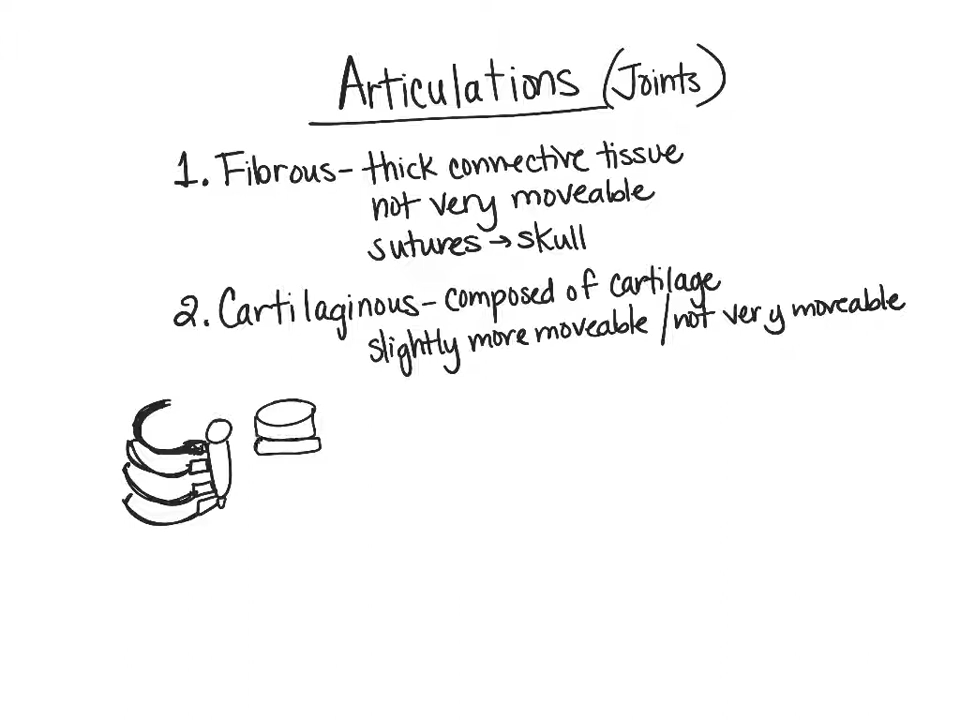 Articulations (Joints)
1. Fibrous- thick connective tissue
not very moveable
sutures → skull
2. Cartilaginous- composed of cartilage
slightly more moveable / not very moveable